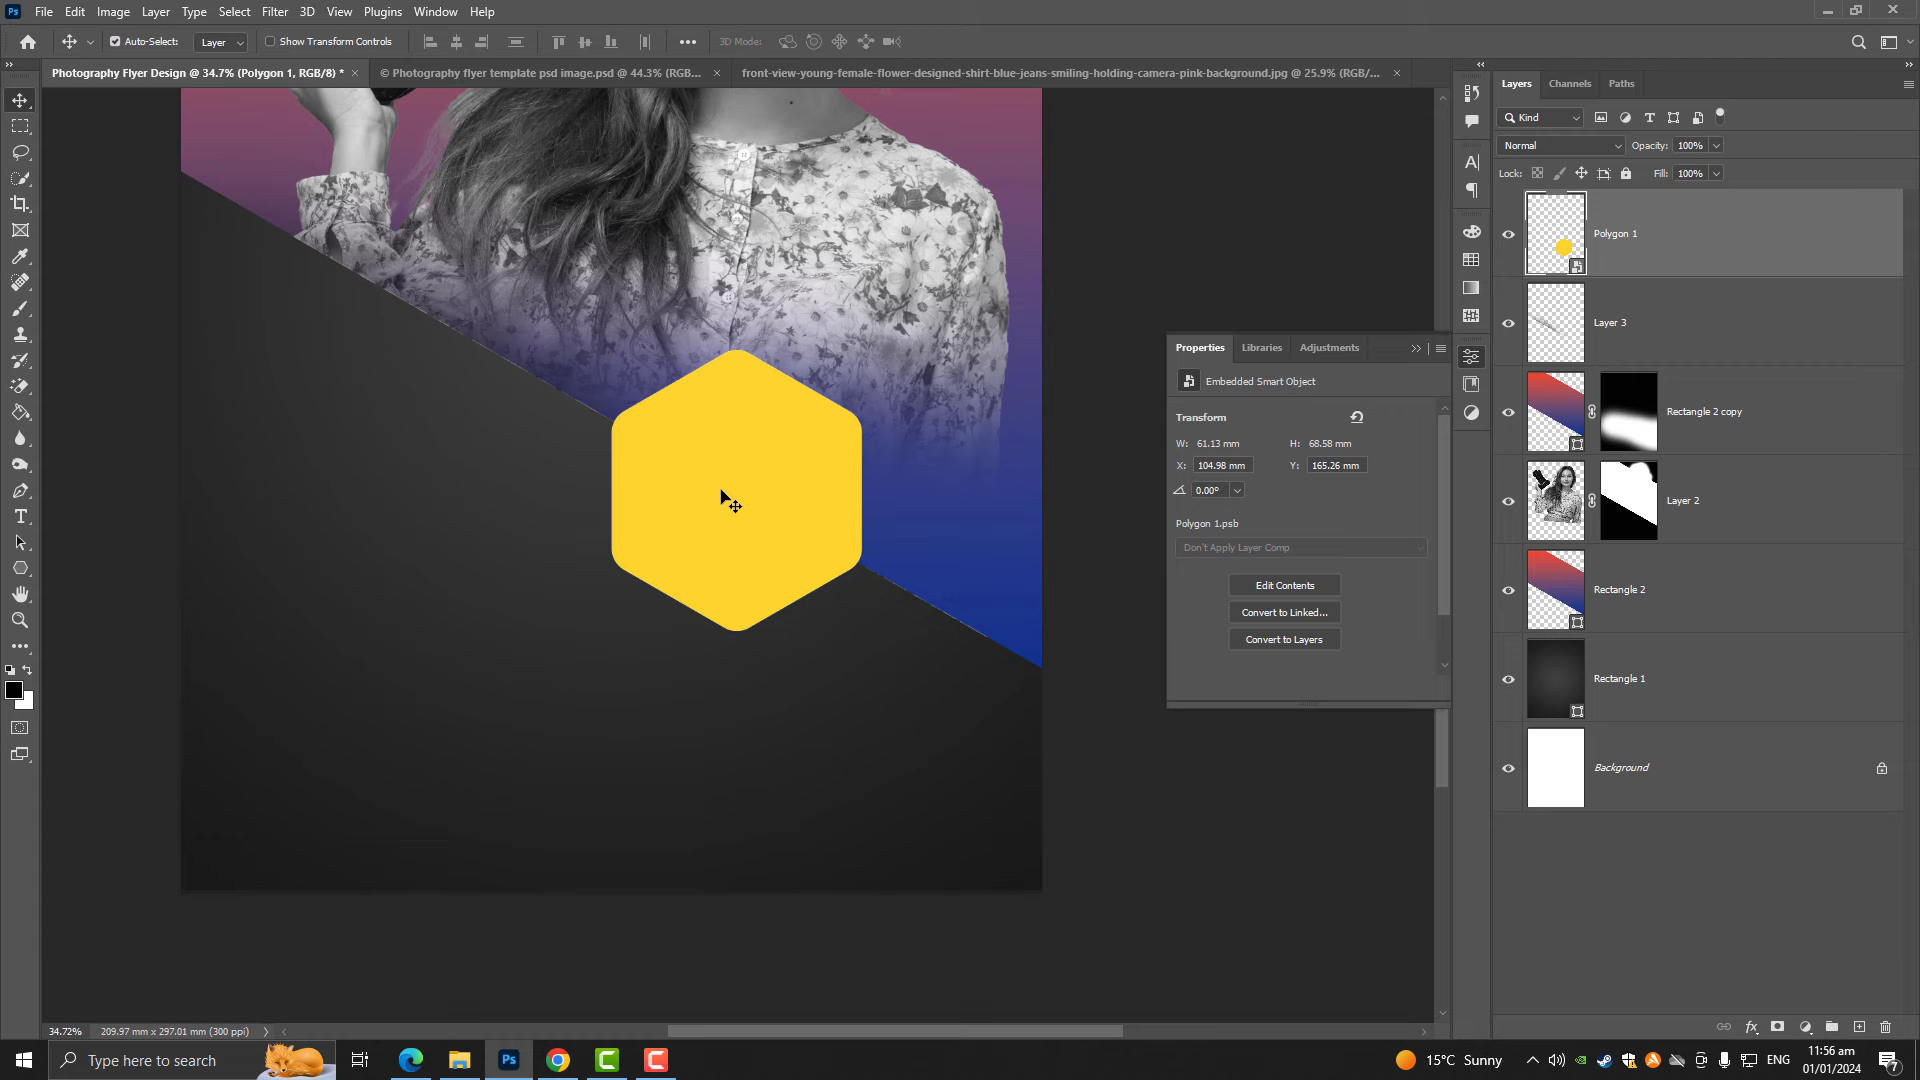 Ps File Edit Image Layer Type Select Filter 3D View Plugins Window Help
Auto-Select: Layer Show Transform Controls 3D Mode:
Photography Flyer Design @ 34.7% (Polygon 1, RGB/8) * © Photography flyer template psd image.psd @ 44.3% (RGB... front-view-young-female-flower-designed-shirt-blue-jeans-smiling-holding-camera-pink-background.jpg @ 25.9% (RGB/...
Layers Channels Paths
Kind
Normal Opacity: 100%
Lock: Fill: 100%
Polygon 1
Layer 3
Properties Libraries Adjustments
Embedded Smart Object
Transform
W: 61.13 mm H: 68.58 mm
X: 104.98 mm Y: 165.26 mm
0.00°
Polygon 1.psb
Don't Apply Layer Comp
Edit Contents
Convert to Linked...
Convert to Layers
Rectangle 2 copy
Layer 2
Rectangle 2
Rectangle 1
Background
34.72% 209.97 mm x 297.01 mm (300 ppi)
Type here to search
Ps
15°C Sunny
ENG
11:56 am
01/01/2024
7